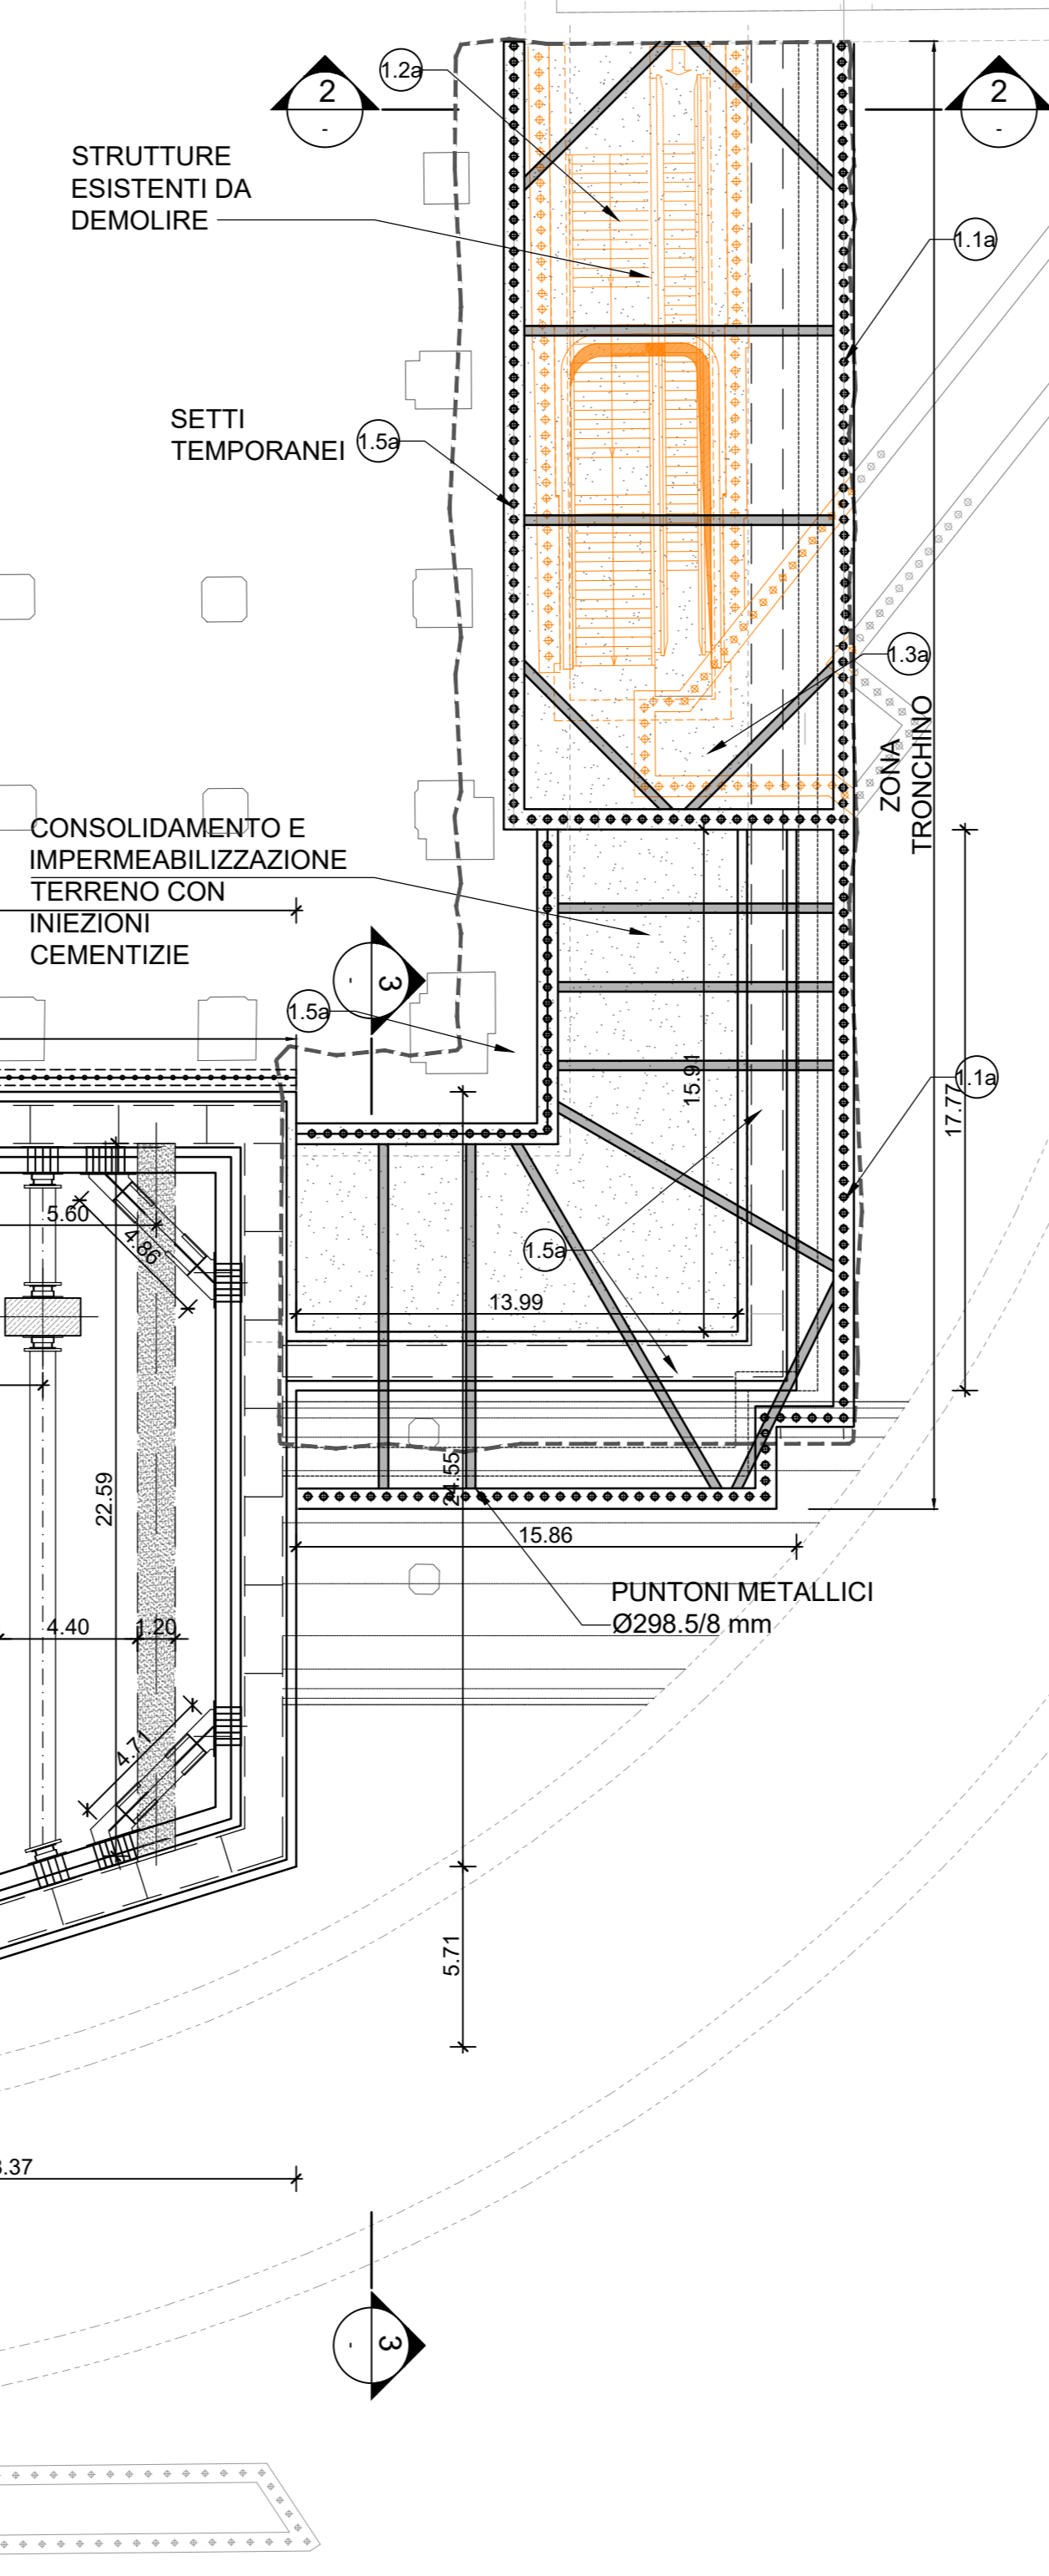 2
-
1.2a
2
-
STRUTTURE
ESISTENTI DA
DEMOLIRE
1.1a
SETTI
TEMPORANEI
1.5a
1.3a
ZONA
TRONCHINO
CONSOLIDAMENTO E
IMPERMEABILIZZAZIONE
TERRENO CON
INIEZIONI
CEMENTIZIE
3
-
1.5a
15.91
1.1a
17.77
5.60
4.86
1.5a
13.99
22.59
24.55
15.86
PUNTONI METALLICI
Ø298.5/8 mm
4.40
1.20
4.71
5.71
3
-